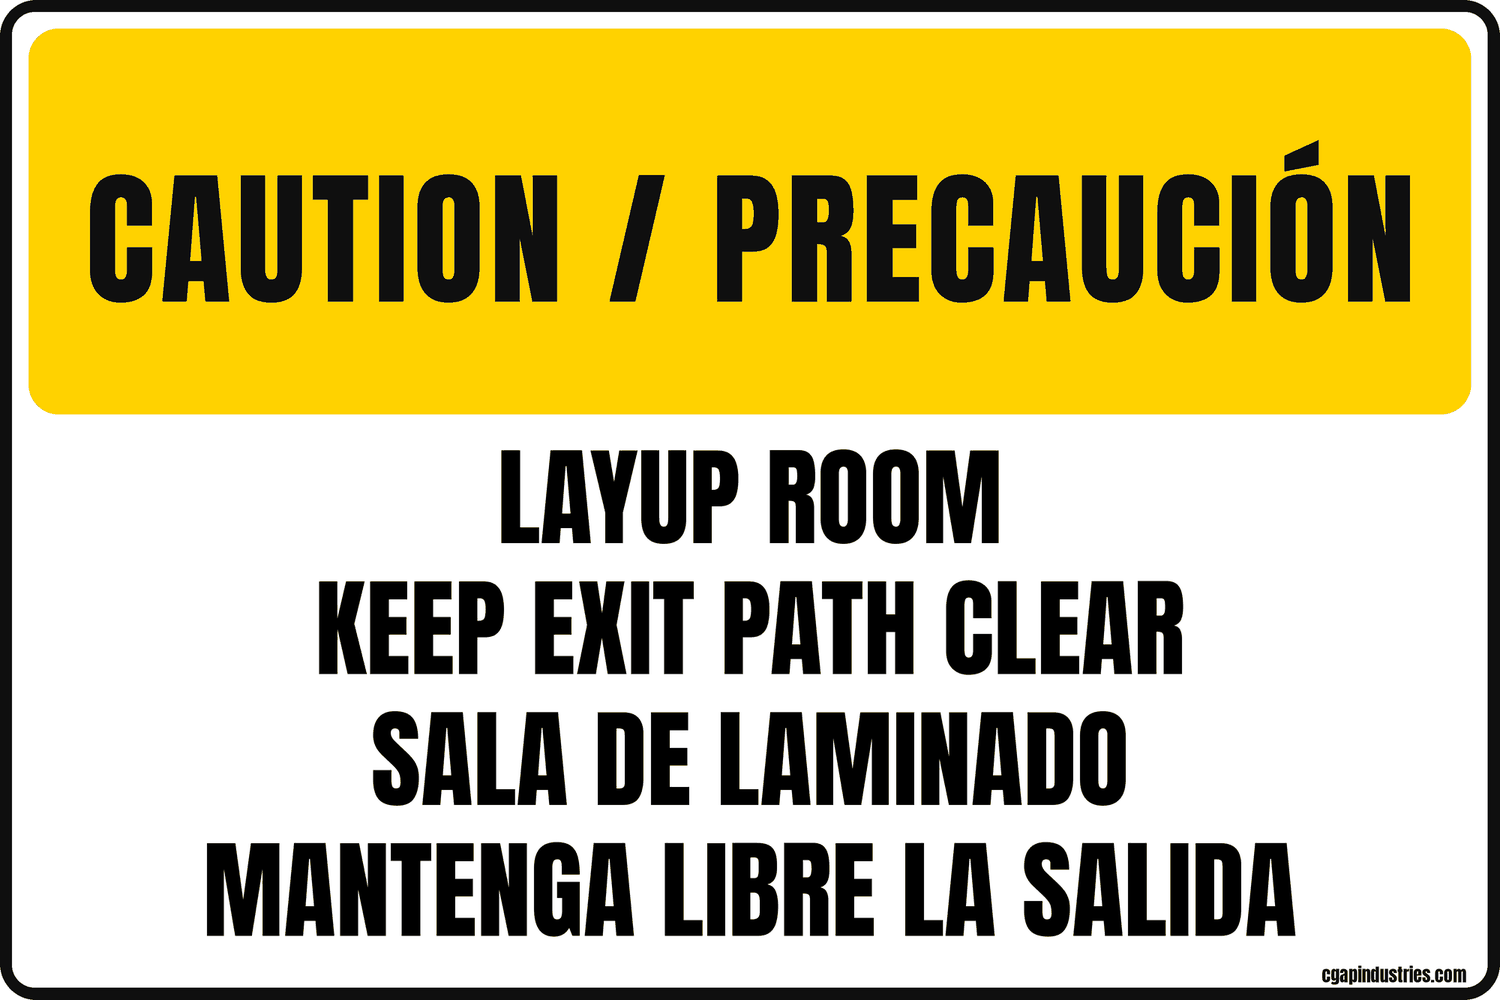 CAUTION / PRECAUCIÓN
LAYUP ROOM
KEEP EXIT PATH CLEAR
SALA DE LAMINADO
MANTENGA LIBRE LA SALIDA
cgapindustries.com